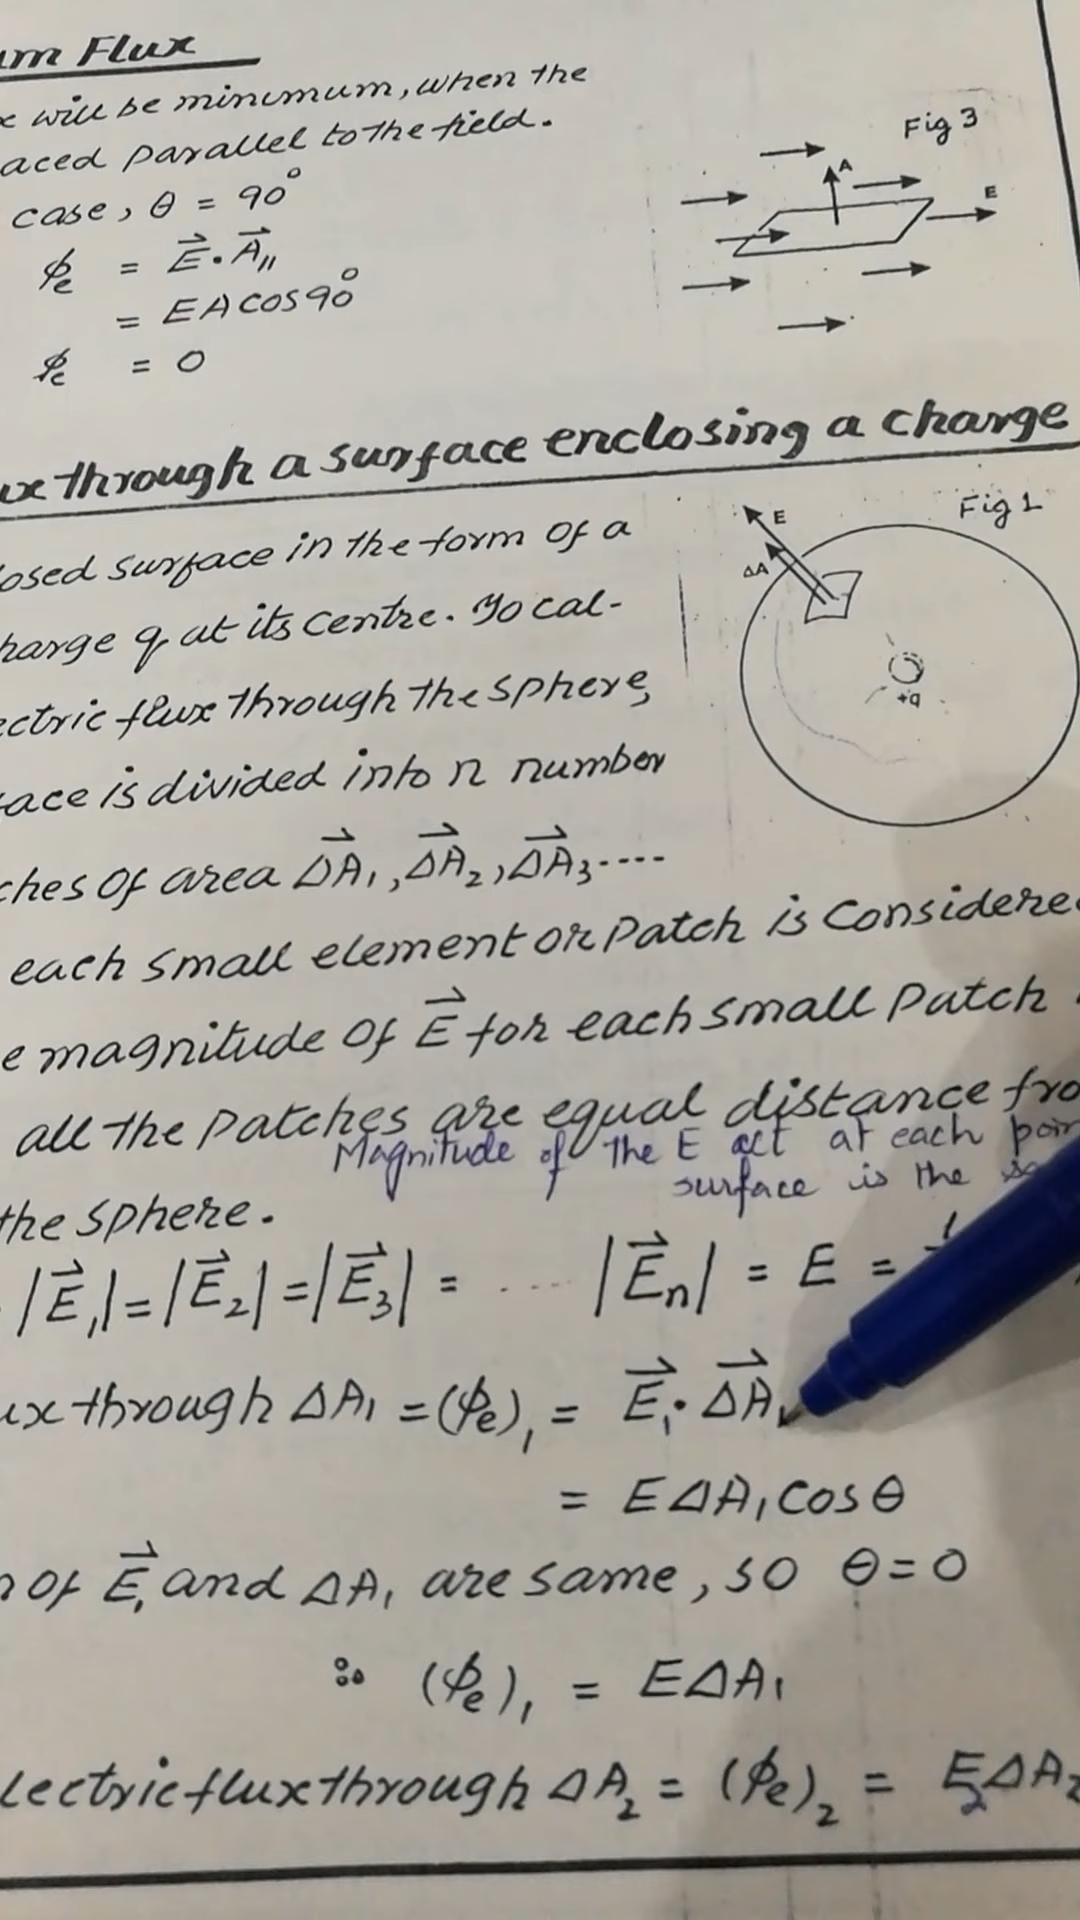 Flux
will be minimum, when the
Fig 3
aced parallel to the field.
A
E
case, θ = 90°
ϕe = E⃗.A⃗||
= EA cos 90°
ϕe = 0
through a surface enclosing a charge
Fig 1
E
ΔA
+q
losed surface in the form of a
harge q at its centre. To cal-
ectric flux through the sphere,
ace is divided into n number
ches of area ΔA⃗₁, ΔA⃗₂, ΔA⃗₃----
each small element or Patch is Considere
e magnitude of E⃗ for each small Patch
all the Patches are equal distance fro
Magnitude of the E act at each poin
surface is the
the sphere.
|E⃗₁| = |E⃗₂| = |E⃗₃| = ..... |E⃗n| = E =
ux through ΔA₁ = (ϕe)₁ = E⃗₁.ΔA⃗₁
= EΔA₁ cos θ
n of E⃗₁ and ΔA₁ are same, so θ = 0
∴ (ϕe)₁ = EΔA₁
lectric flux through ΔA₂ = (ϕe)₂ = E₂ΔA₂